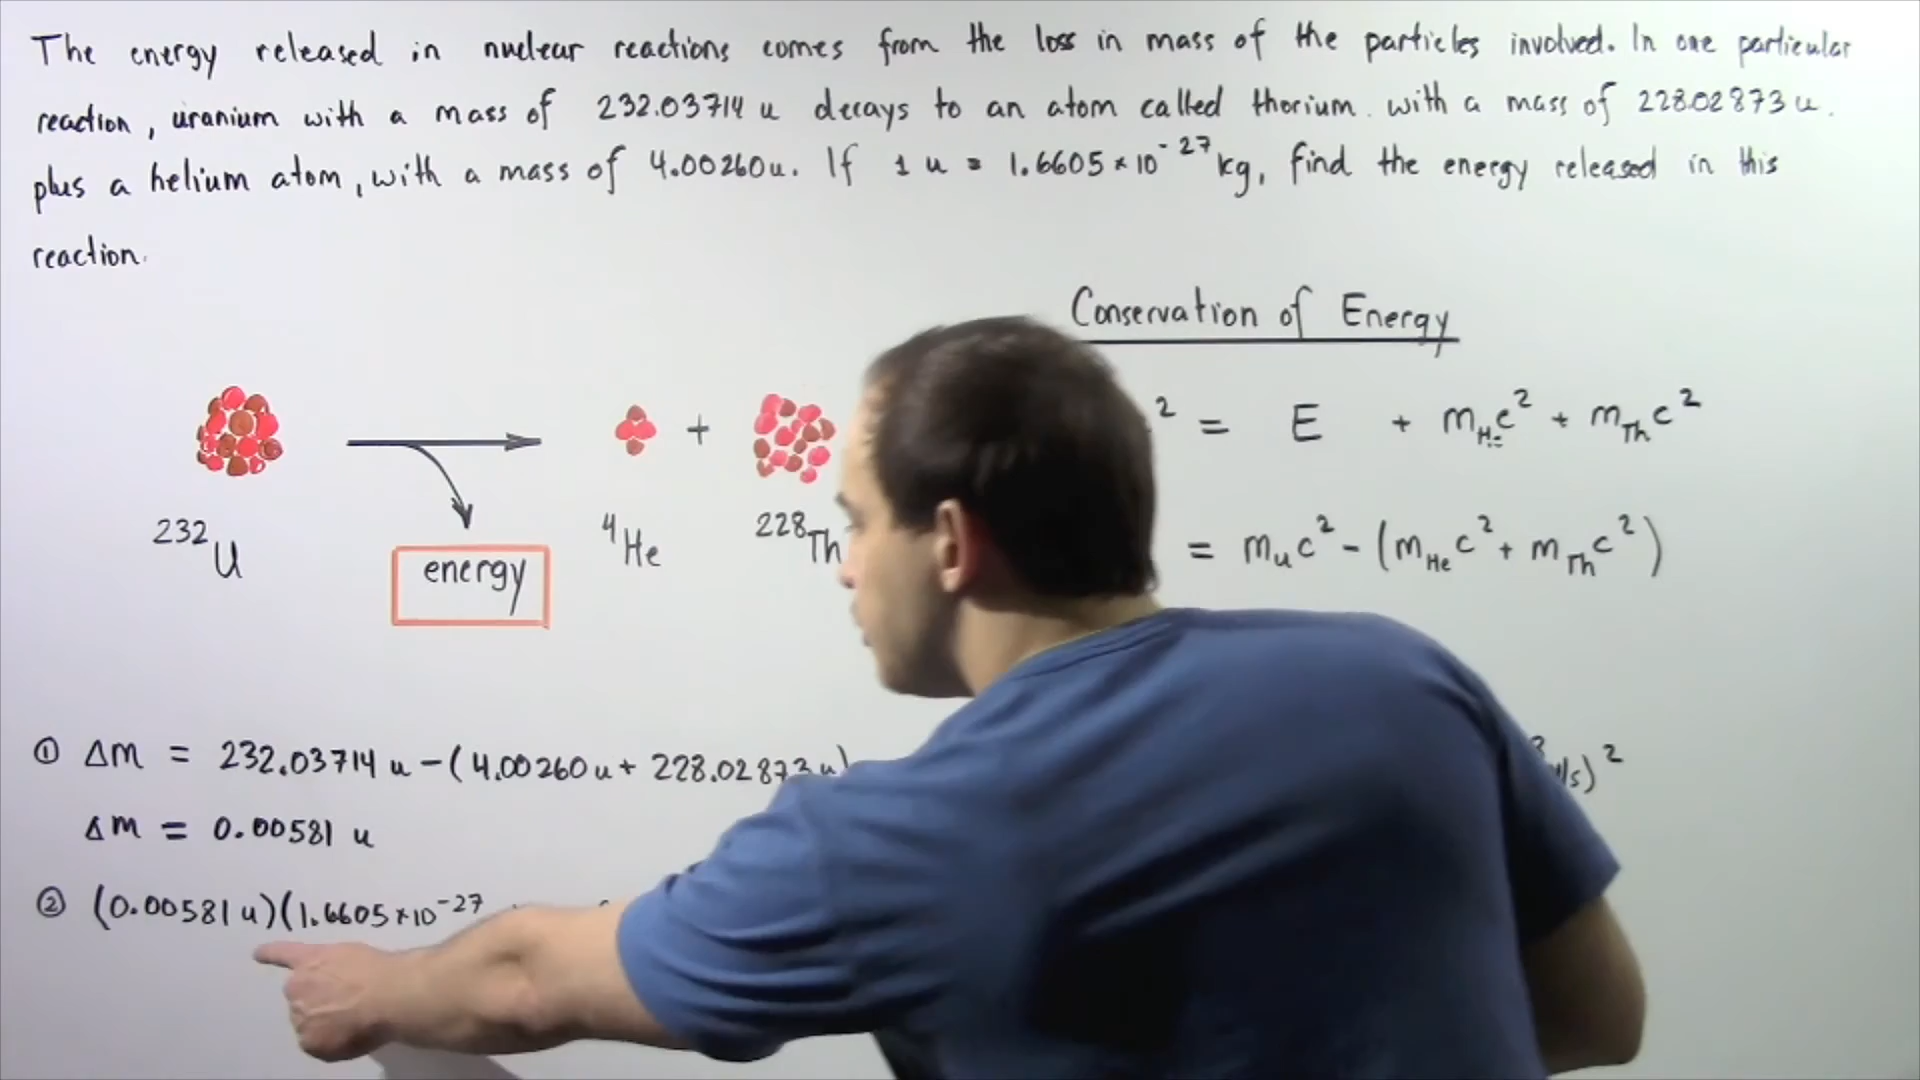 The energy released in nuclear reactions comes from the loss in mass of the particles involved. In one particular
reaction, uranium with a mass of 232.03714 u decays to an atom called thorium. with a mass of 228.02873 u.
plus a helium atom, with a mass of 4.00260u. If 1 u = 1.6605 × 10⁻²⁷ kg, find the energy released in this
reaction.
Conservation of Energy
² = E + m_He c² + m_Th c²
²³²U
energy
⁴He
+
²²⁸Th
= m_U c² - (m_He c² + m_Th c²)
① Δm = 232.03714 u - (4.00260 u + 228.02873 u)
/s)²
Δm = 0.00581 u
② (0.00581 u)(1.6605 × 10⁻²⁷